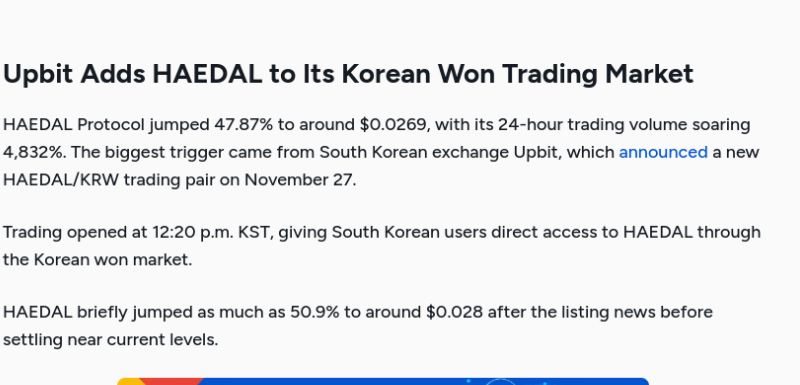 Upbit Adds HAEDAL to Its Korean Won Trading Market
HAEDAL Protocol jumped 47.87% to around $0.0269, with its 24-hour trading volume soaring
4,832%. The biggest trigger came from South Korean exchange Upbit, which announced a new
HAEDAL/KRW trading pair on November 27.
Trading opened at 12:20 p.m. KST, giving South Korean users direct access to HAEDAL through
the Korean won market.
HAEDAL briefly jumped as much as 50.9% to around $0.028 after the listing news before
settling near current levels.